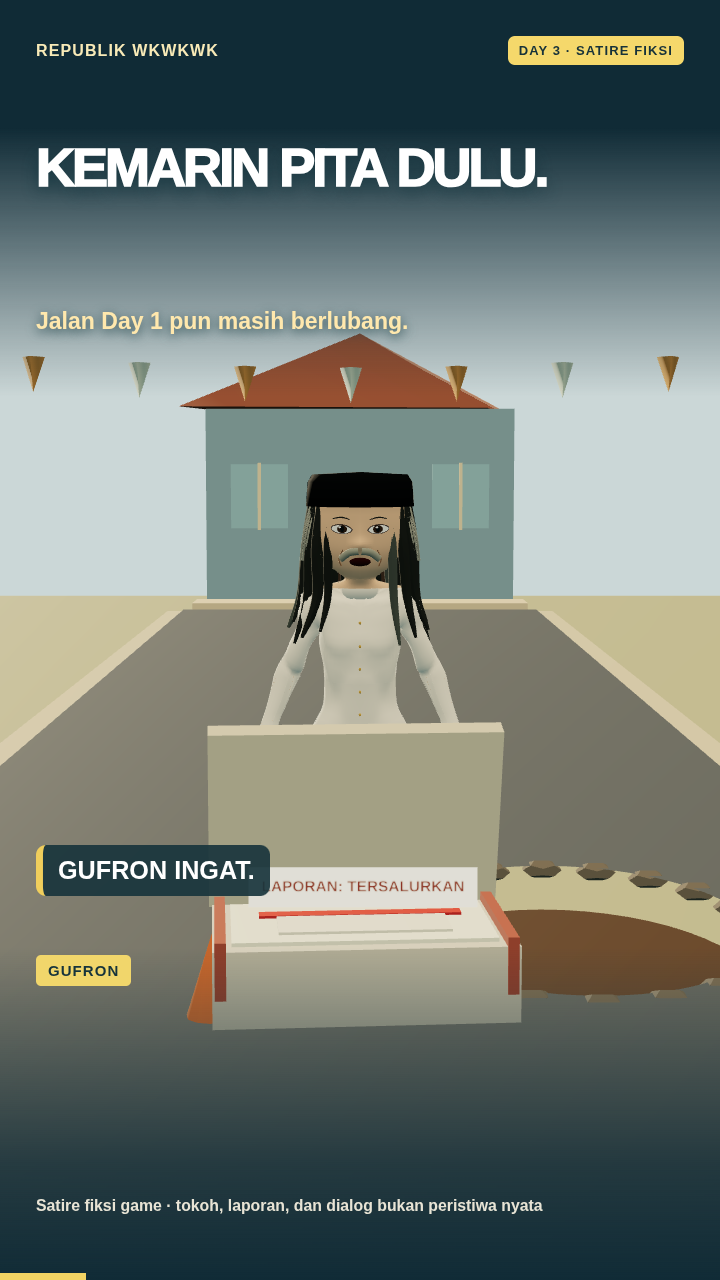 REPUBLIK WKWKWK
DAY 3 · SATIRE FIKSI
KEMARIN PITA DULU.
Jalan Day 1 pun masih berlubang.
GUFRON INGAT.
LAPORAN: TERSALURKAN
GUFRON
Satire fiksi game · tokoh, laporan, dan dialog bukan peristiwa nyata